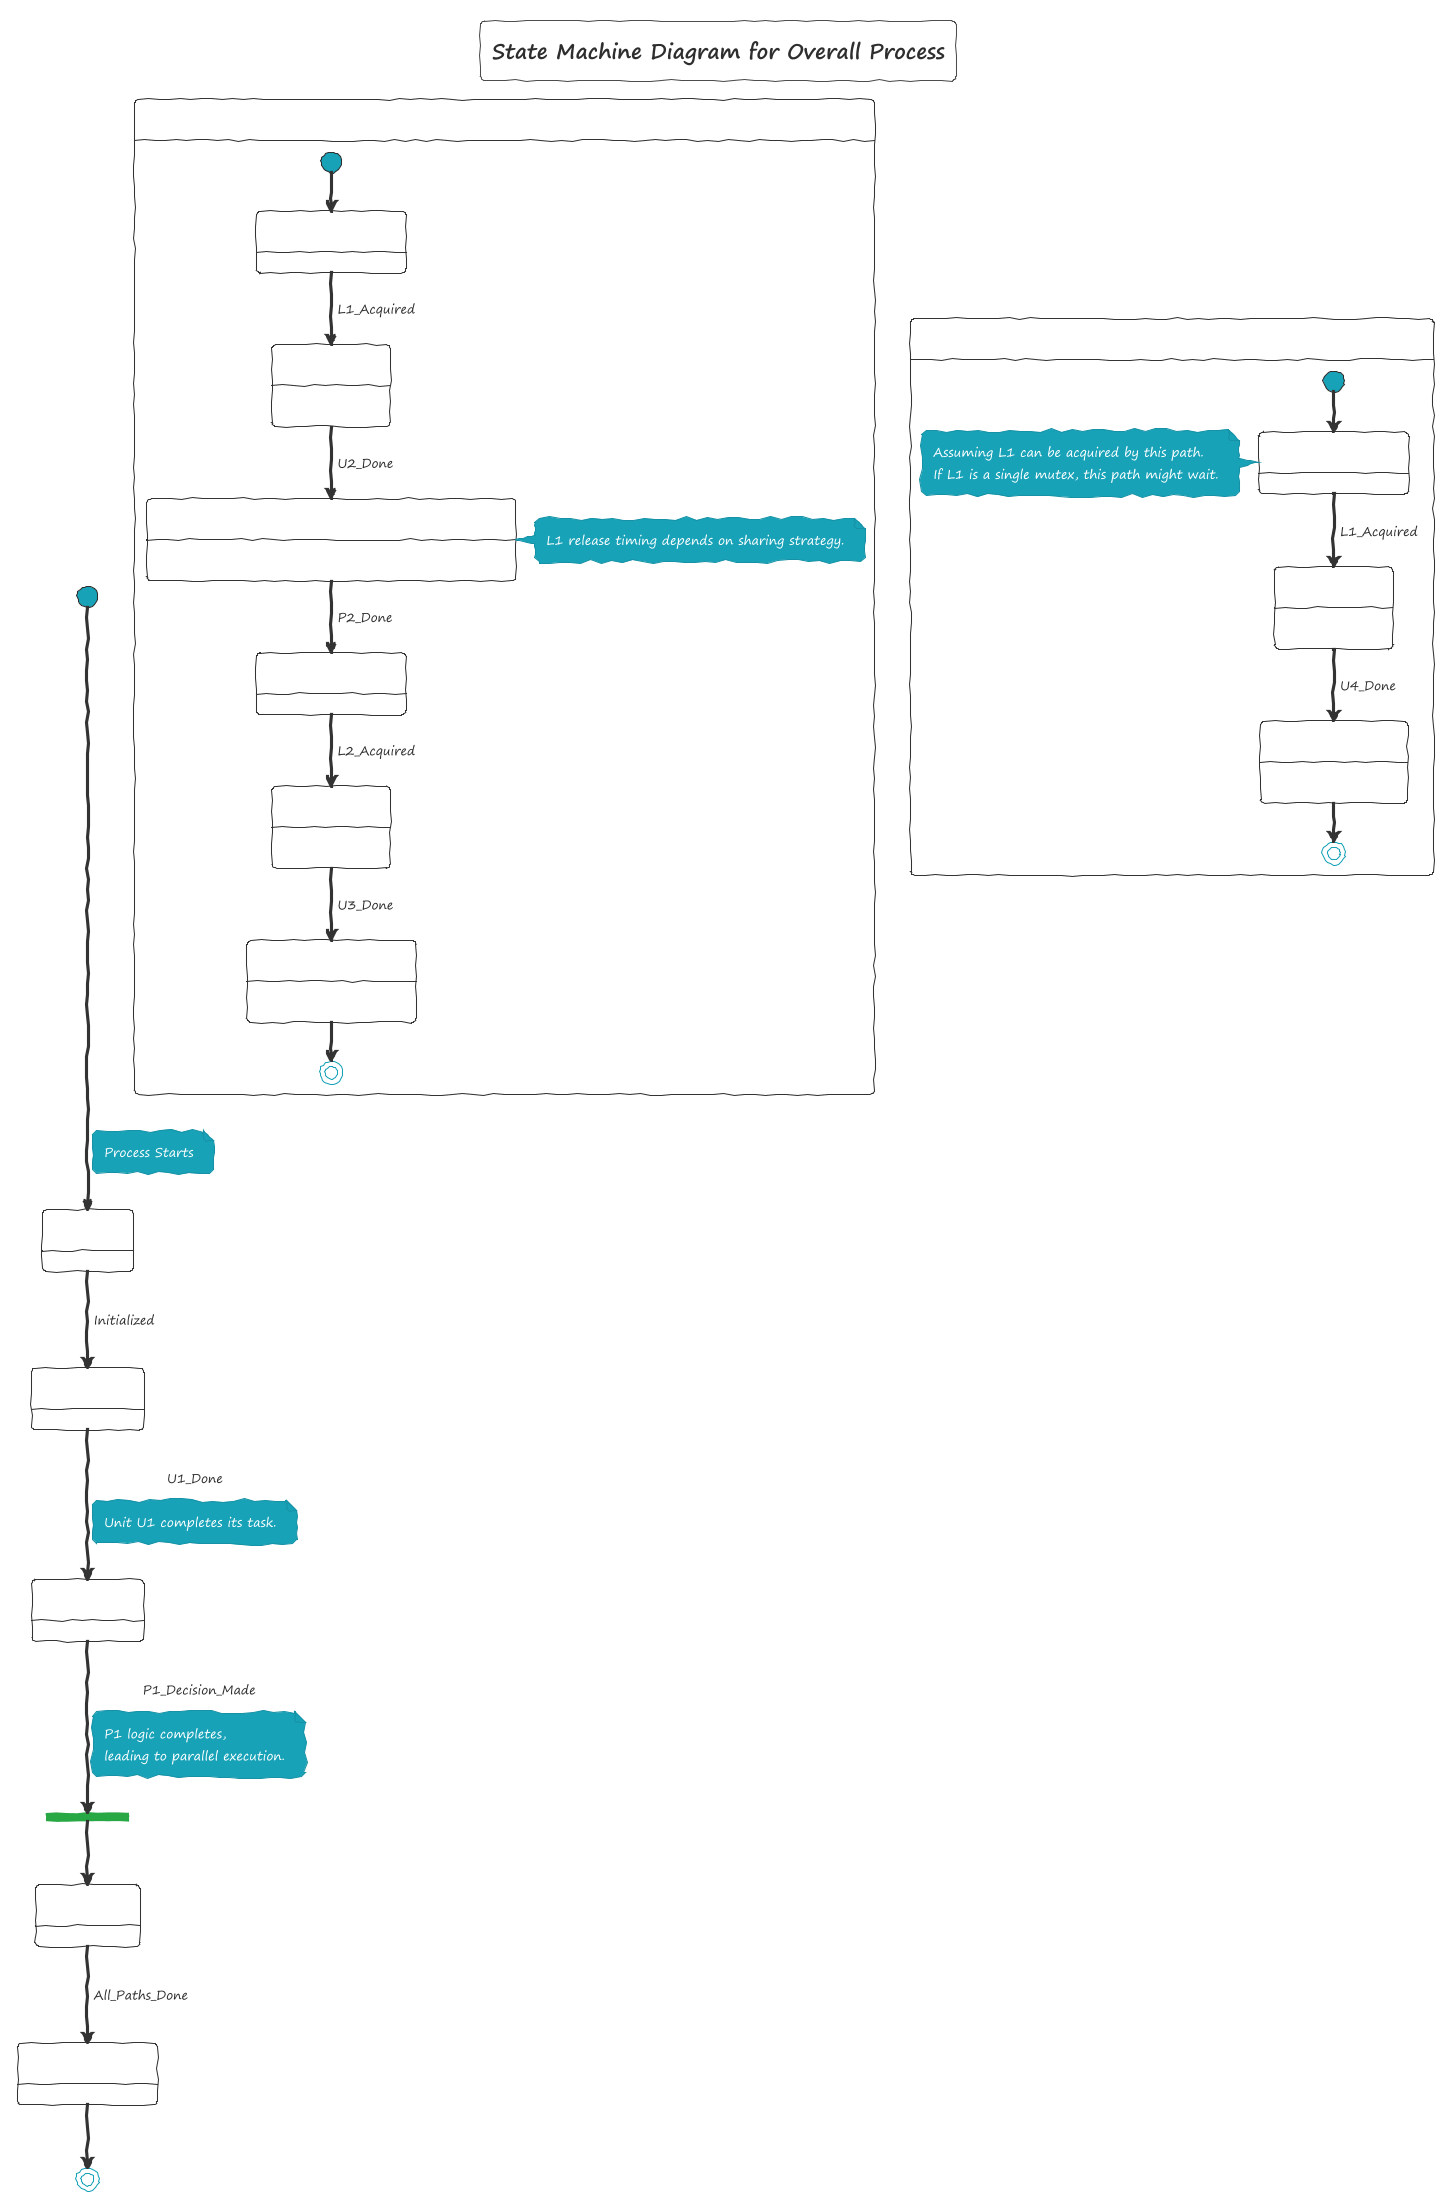 State Machine Diagram for Overall Process
L1_Acquired
U2_Done
L1 release timing depends on sharing strategy.
P2_Done
L2_Acquired
U3_Done
Assuming L1 can be acquired by this path.
If L1 is a single mutex, this path might wait.
L1_Acquired
U4_Done
Process Starts
Initialized
U1_Done
Unit U1 completes its task.
P1_Decision_Made
P1 logic completes,
leading to parallel execution.
All_Paths_Done